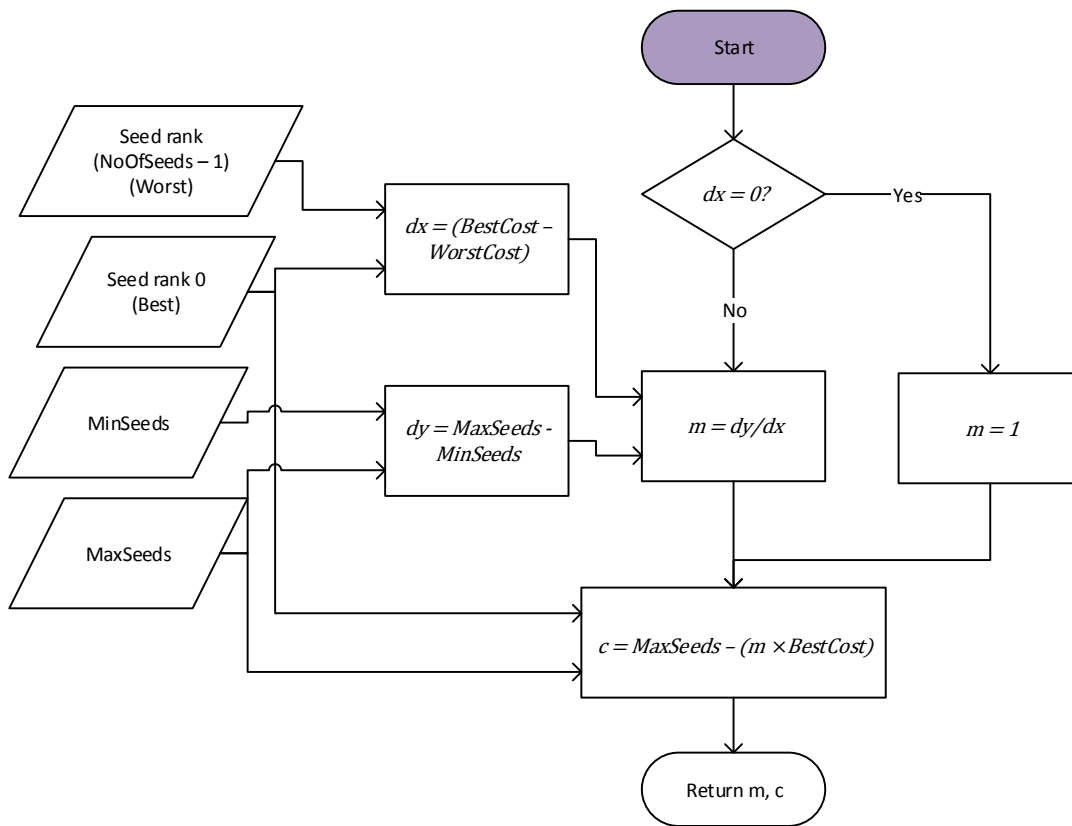 Start
Seed rank
(NoOfSeeds – 1)
(Worst)
dx = 0?
Yes
dx = (BestCost –
WorstCost)
Seed rank 0
(Best)
No
MinSeeds
dy = MaxSeeds -
MinSeeds
m = dy/dx
m = 1
MaxSeeds
c = MaxSeeds – (m × BestCost)
Return m, c